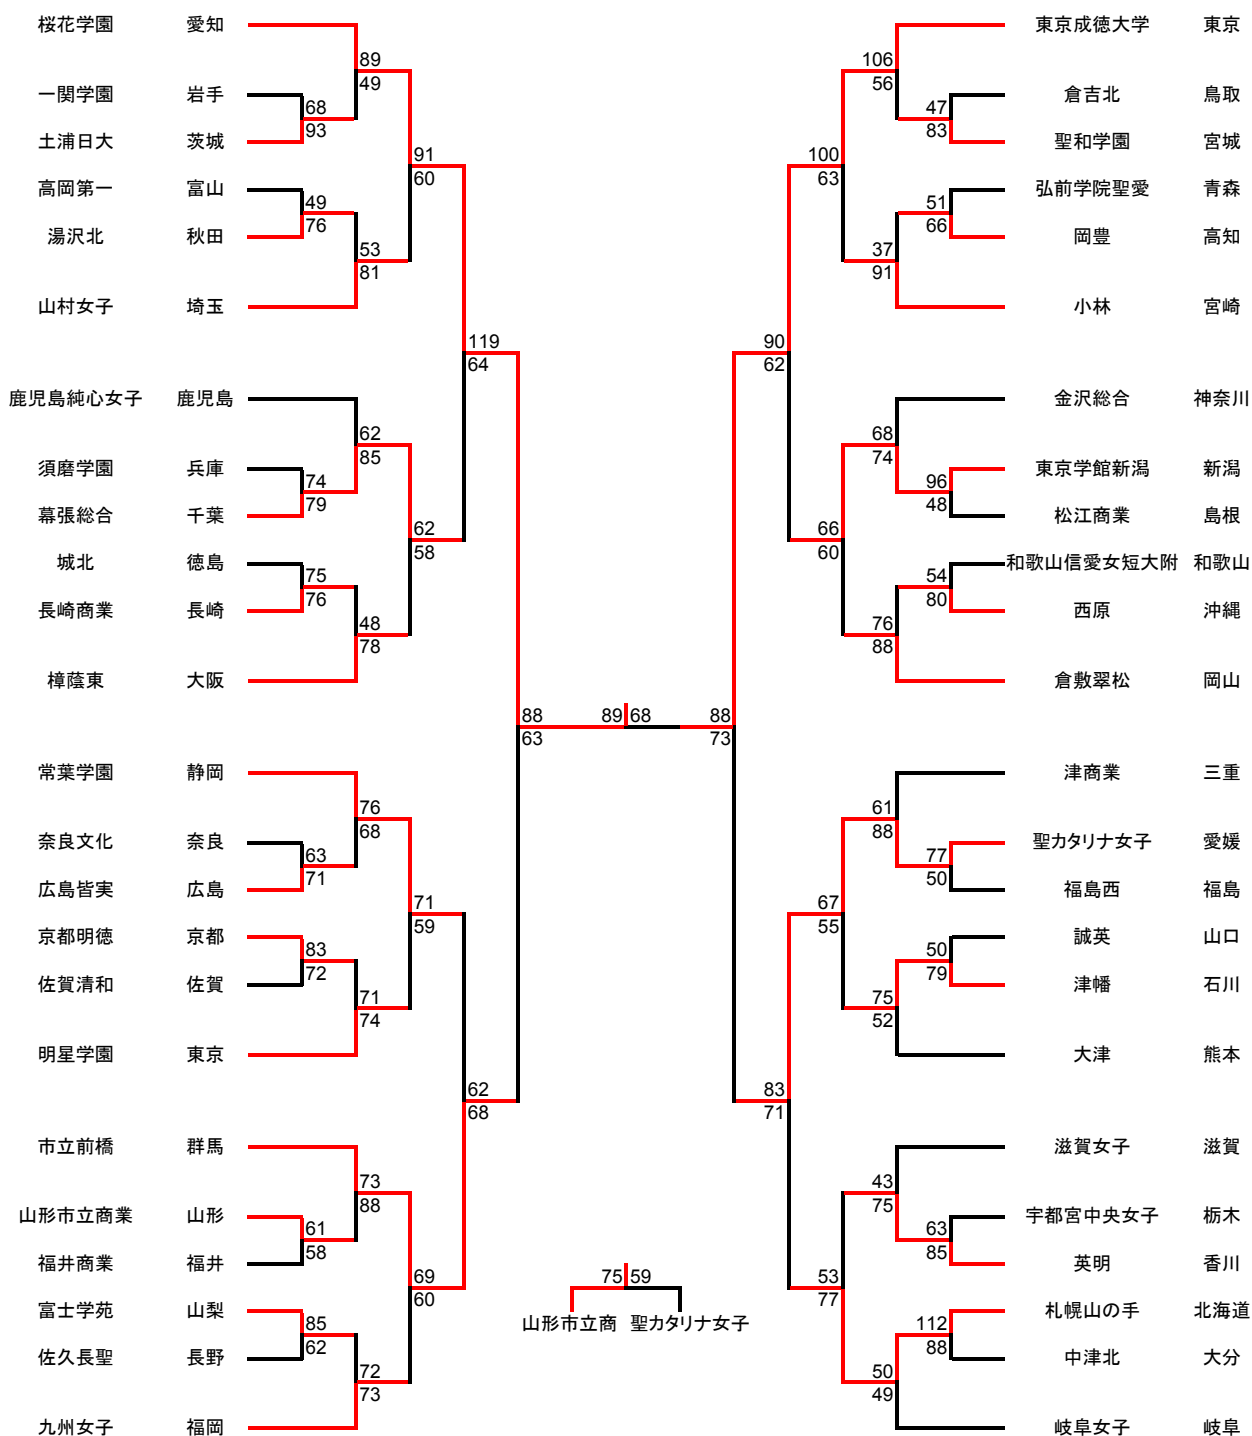 桜花学園 愛知
89
49
一関学園 岩手
68
93
土浦日大 茨城
91
60
高岡第一 富山
49
76
湯沢北 秋田
53
81
山村女子 埼玉
119
64
鹿児島純心女子 鹿児島
62
85
須磨学園 兵庫
74
79
幕張総合 千葉
62
58
城北 徳島
75
76
長崎商業 長崎
48
78
樟蔭東 大阪
88
63
常葉学園 静岡
76
68
奈良文化 奈良
63
71
広島皆実 広島
71
59
京都明徳 京都
83
72
佐賀清和 佐賀
71
74
明星学園 東京
62
68
市立前橋 群馬
73
88
山形市立商業 山形
61
58
福井商業 福井
69
60
富士学苑 山梨
85
62
佐久長聖 長野
72
73
九州女子 福岡
89 68
75 59
山形市立商 聖カタリナ女子
東京成徳大学 東京
106
56
倉吉北 鳥取
47
83
聖和学園 宮城
100
63
弘前学院聖愛 青森
51
66
岡豊 高知
37
91
小林 宮崎
90
62
金沢総合 神奈川
68
74
東京学館新潟 新潟
96
48
松江商業 島根
66
60
和歌山信愛女短大附 和歌山
54
80
西原 沖縄
76
88
倉敷翠松 岡山
88
73
津商業 三重
61
88
聖カタリナ女子 愛媛
77
50
福島西 福島
67
55
誠英 山口
50
79
津幡 石川
75
52
大津 熊本
83
71
滋賀女子 滋賀
43
75
宇都宮中央女子 栃木
63
85
英明 香川
53
77
札幌山の手 北海道
112
88
中津北 大分
50
49
岐阜女子 岐阜